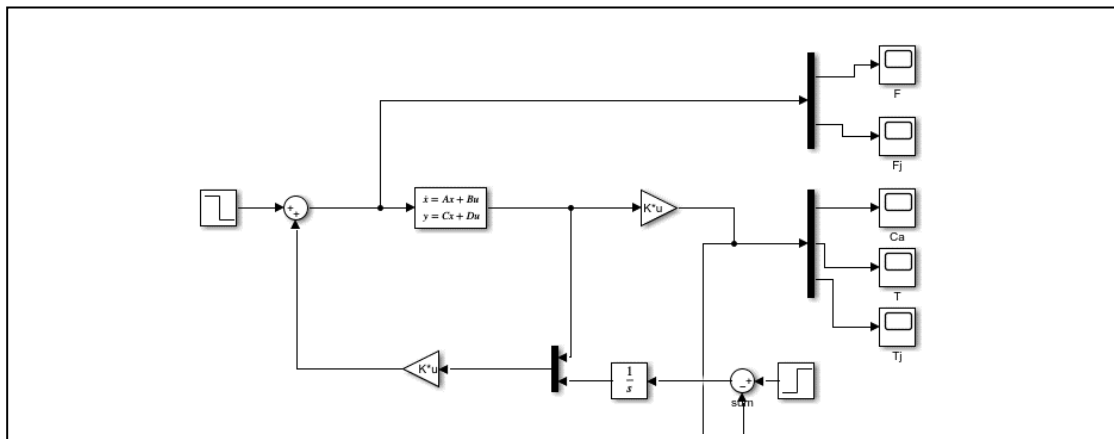 F
Fj
+
+
ẋ = Ax + Bu
y = Cx + Du
K*u
Ca
T
Tj
K*u
1
s
−
+
sum